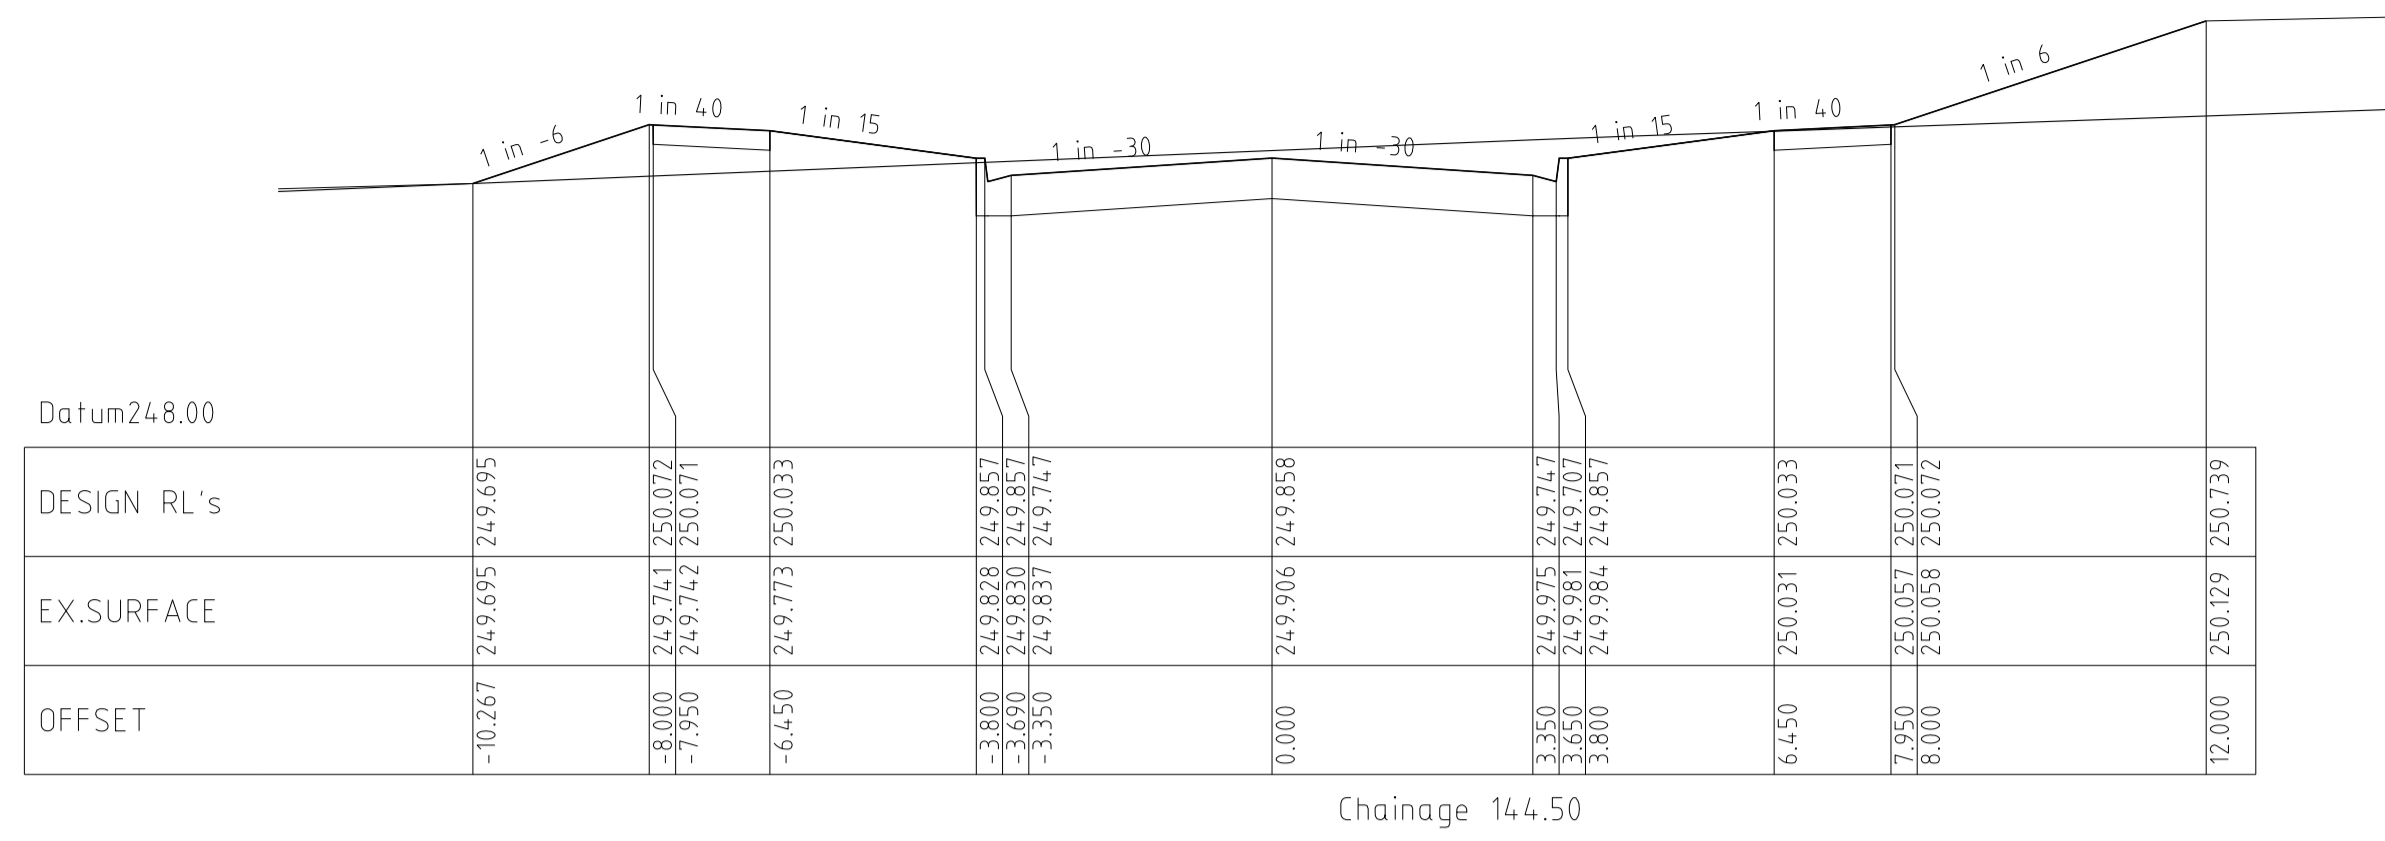 1 in -6
1 in 40
1 in 15
1 in -30
1 in -30
1 in 15
1 in 40
1 in 6
Datum248.00
DESIGN RL's 249.695 250.072 250.071 250.033 249.857 249.857 249.747 249.858 249.747 249.707 249.857 250.033 250.071 250.072 250.739
EX.SURFACE 249.695 249.741 249.742 249.773 249.828 249.830 249.837 249.906 249.975 249.981 249.984 250.031 250.057 250.058 250.129
OFFSET -10.267 -8.000 -7.950 -6.450 -3.800 -3.690 -3.350 0.000 3.350 3.650 3.800 6.450 7.950 8.000 12.000
Chainage 144.50